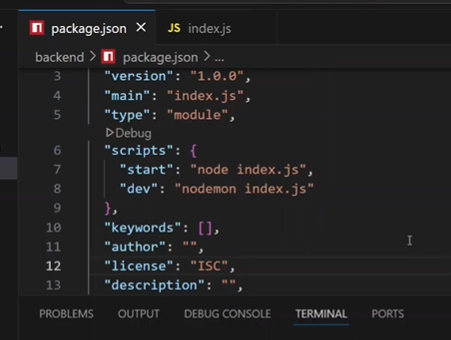 package.json
JS index.js
backend > package.json > ...
3 "version": "1.0.0",
4 "main": "index.js",
5 "type": "module",
Debug
6 "scripts": {
7 "start": "node index.js",
8 "dev": "nodemon index.js"
9 },
10 "keywords": [],
11 "author": "",
12 "license": "ISC",
13 "description": "",
PROBLEMS OUTPUT DEBUG CONSOLE TERMINAL PORTS